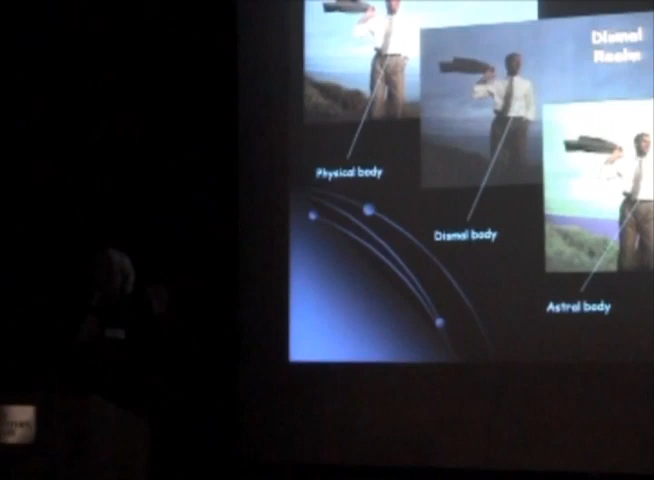 Dismal
Realm
Physical body
Dismal body
Astral body